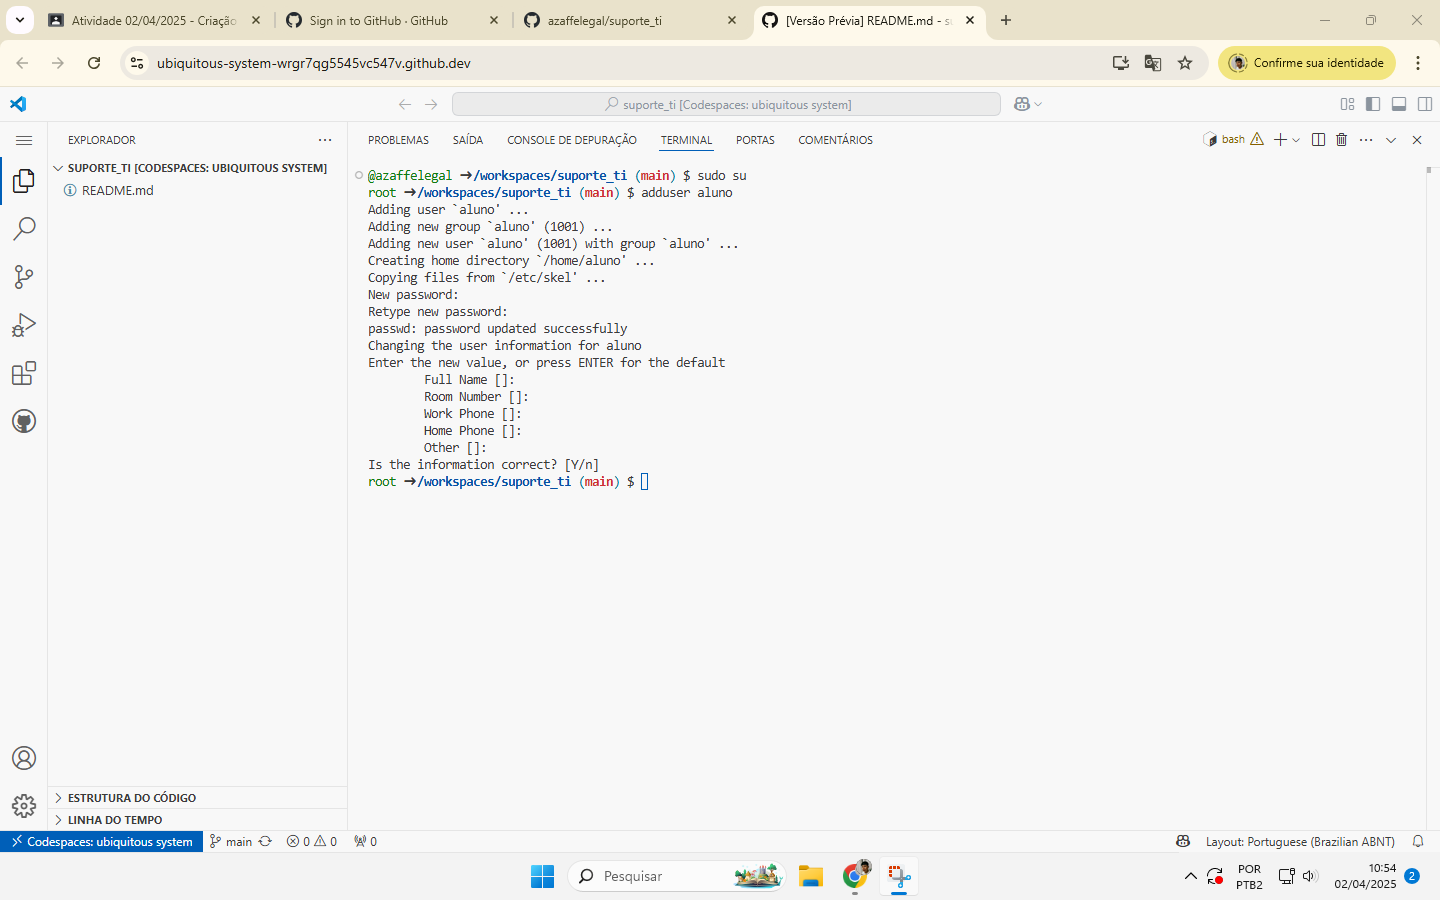 Atividade 02/04/2025 - Criação
Sign in to GitHub · GitHub
azaffelegal/suporte_ti
[Versão Prévia] README.md - su
ubiquitous-system-wrgr7qg5545vc547v.github.dev
Confirme sua identidade
suporte_ti [Codespaces: ubiquitous system]
EXPLORADOR
PROBLEMAS
SAÍDA
CONSOLE DE DEPURAÇÃO
TERMINAL
PORTAS
COMENTÁRIOS
bash
SUPORTE_TI [CODESPACES: UBIQUITOUS SYSTEM]
README.md
@azaffelegal ➜/workspaces/suporte_ti (main) $ sudo su
root ➜/workspaces/suporte_ti (main) $ adduser aluno
Adding user `aluno' ...
Adding new group `aluno' (1001) ...
Adding new user `aluno' (1001) with group `aluno' ...
Creating home directory `/home/aluno' ...
Copying files from `/etc/skel' ...
New password:
Retype new password:
passwd: password updated successfully
Changing the user information for aluno
Enter the new value, or press ENTER for the default
Full Name []:
Room Number []:
Work Phone []:
Home Phone []:
Other []:
Is the information correct? [Y/n]
root ➜/workspaces/suporte_ti (main) $
ESTRUTURA DO CÓDIGO
LINHA DO TEMPO
Codespaces: ubiquitous system
main
0
0
0
Layout: Portuguese (Brazilian ABNT)
Pesquisar
POR
PTB2
10:54
02/04/2025
2